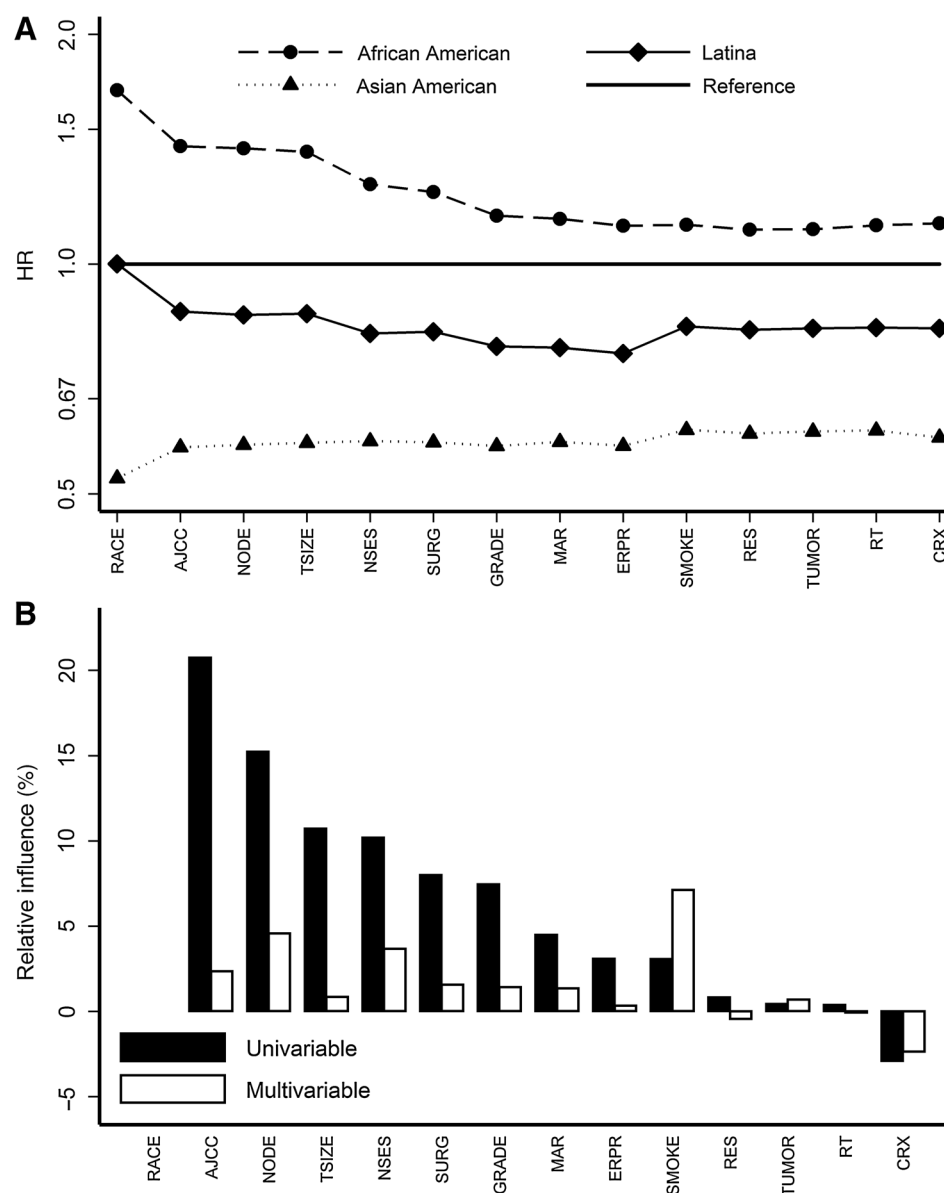 A
African American
Latina
Asian American
Reference
HR
2.0
1.5
1.0
0.67
0.5
RACE
AJCC
NODE
TSIZE
NSES
SURG
GRADE
MAR
ERPR
SMOKE
RES
TUMOR
RT
CRX
B
Relative influence (%)
20
15
10
5
0
−5
Univariable
Multivariable
RACE
AJCC
NODE
TSIZE
NSES
SURG
GRADE
MAR
ERPR
SMOKE
RES
TUMOR
RT
CRX